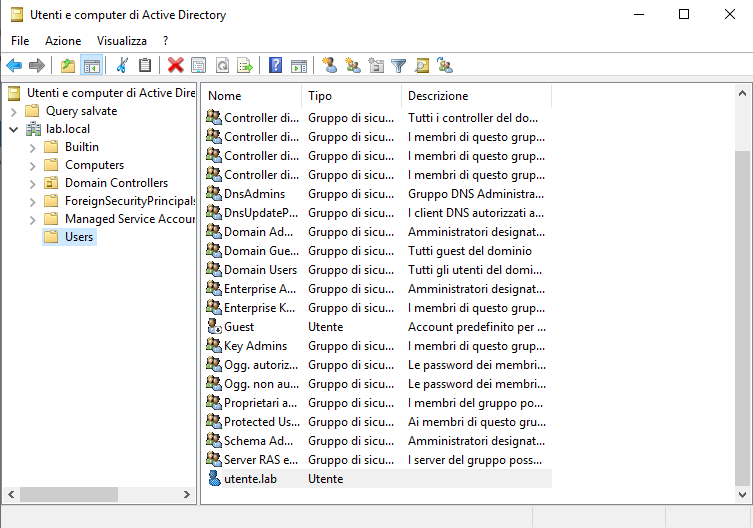 Utenti e computer di Active Directory
File Azione Visualizza ?
Utenti e computer di Active Dire
Query salvate
lab.local
Builtin
Computers
Domain Controllers
ForeignSecurityPrincipals
Managed Service Accour
Users
Nome Tipo Descrizione
Controller di... Gruppo di sicu... Tutti i controller del do...
Controller di... Gruppo di sicu... I membri di questo grup...
Controller di... Gruppo di sicu... I membri di questo grup...
Controller di... Gruppo di sicu... I membri di questo grup...
DnsAdmins Gruppo di sicu... Gruppo DNS Administra...
DnsUpdateP... Gruppo di sicu... I client DNS autorizzati a...
Domain Ad... Gruppo di sicu... Amministratori designat...
Domain Gue... Gruppo di sicu... Tutti guest del dominio
Domain Users Gruppo di sicu... Tutti gli utenti del domi...
Enterprise A... Gruppo di sicu... Amministratori designat...
Enterprise K... Gruppo di sicu... I membri di questo grup...
Guest Utente Account predefinito per ...
Key Admins Gruppo di sicu... I membri di questo grup...
Ogg. autoriz... Gruppo di sicu... Le password dei membri...
Ogg. non au... Gruppo di sicu... Le password dei membri...
Proprietari a... Gruppo di sicu... I membri del gruppo po...
Protected Us... Gruppo di sicu... Ai membri di questo gru...
Schema Ad... Gruppo di sicu... Amministratori designat...
Server RAS e... Gruppo di sicu... I server del gruppo poss...
utente.lab Utente